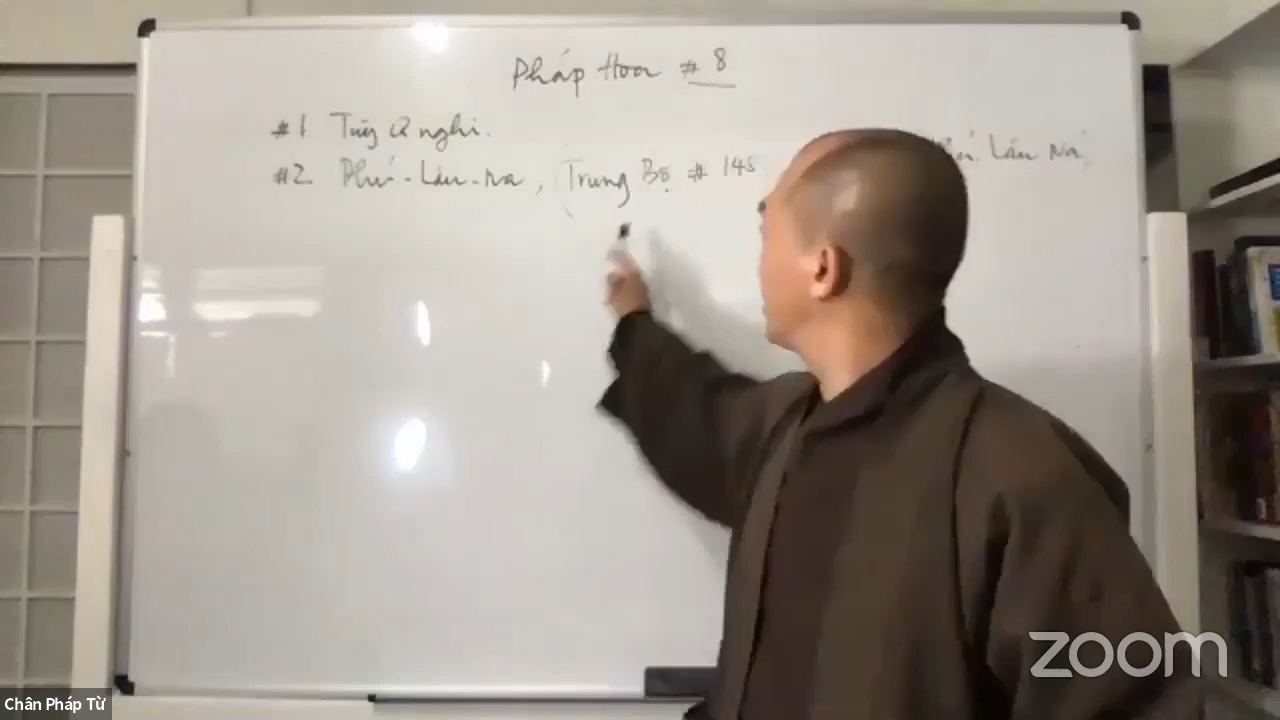 Pháp Hoa # 8
#1 Tùy cơ nghi.
#2. Phú-Lâu-na, (Trung Bộ # 145
Lâu Na
zoom
Chân Pháp Từ